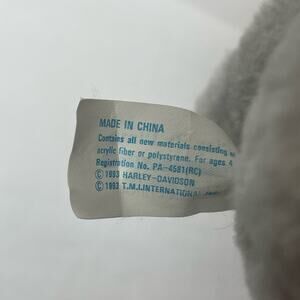 MADE IN CHINA
Contains all new materials consisting
acrylic fiber or polystyrene. For ages 4
Registration No. PA-4581(RC)
© 1993 HARLEY-DAVIDSON
© 1993 T.M.I.INTERNATIONAL